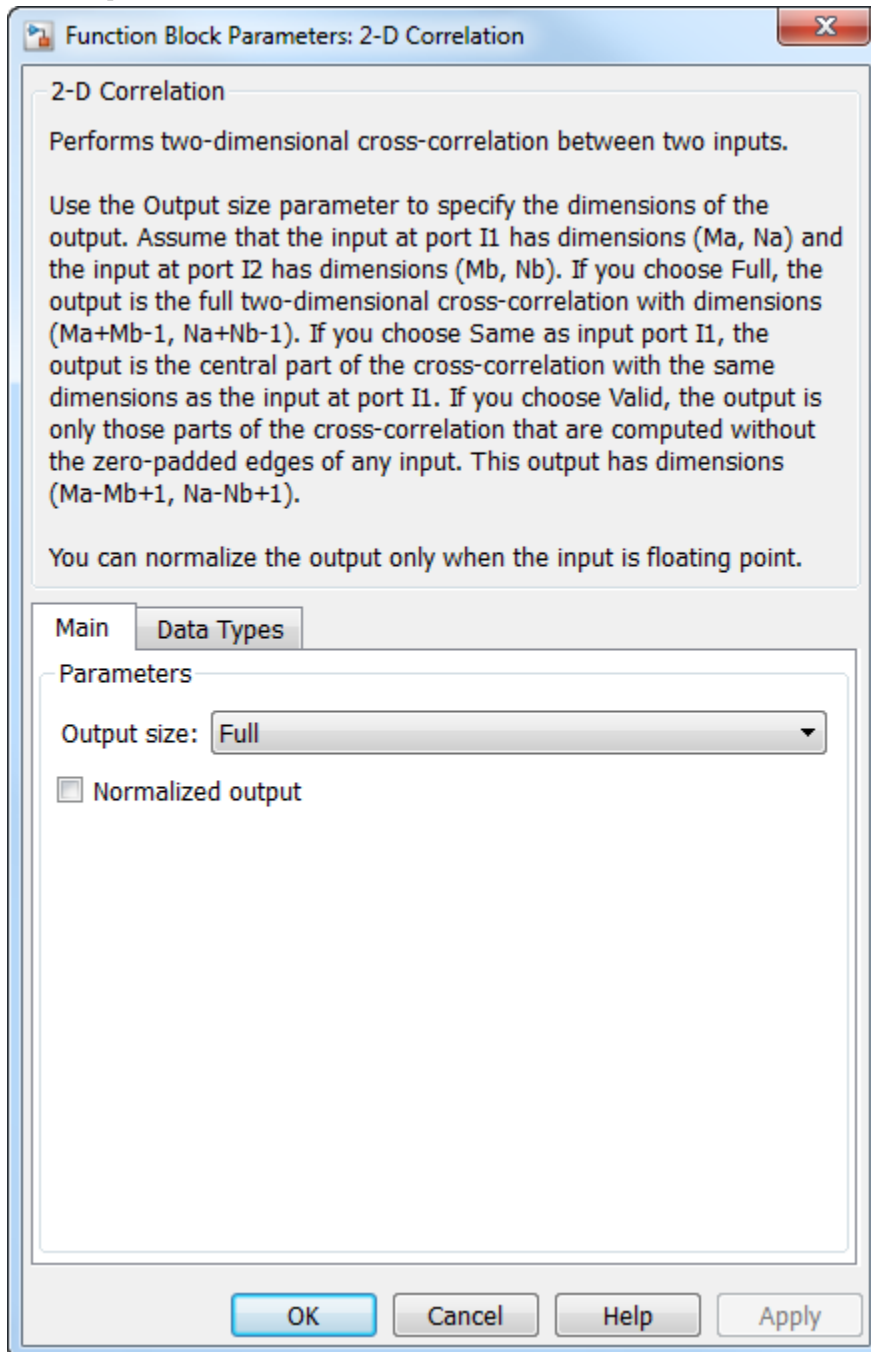 Function Block Parameters: 2-D Correlation
2-D Correlation
Performs two-dimensional cross-correlation between two inputs.
Use the Output size parameter to specify the dimensions of the
output. Assume that the input at port I1 has dimensions (Ma, Na) and
the input at port I2 has dimensions (Mb, Nb). If you choose Full, the
output is the full two-dimensional cross-correlation with dimensions
(Ma+Mb-1, Na+Nb-1). If you choose Same as input port I1, the
output is the central part of the cross-correlation with the same
dimensions as the input at port I1. If you choose Valid, the output is
only those parts of the cross-correlation that are computed without
the zero-padded edges of any input. This output has dimensions
(Ma-Mb+1, Na-Nb+1).
You can normalize the output only when the input is floating point.
Main Data Types
Parameters
Output size: Full
Normalized output
OK Cancel Help Apply